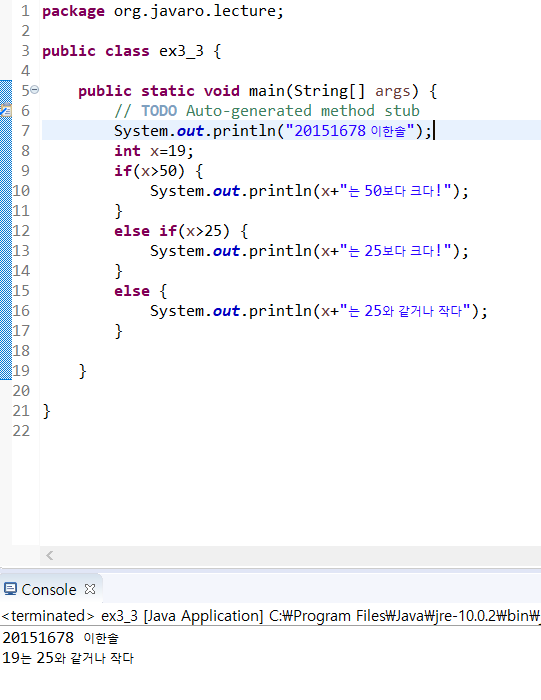 1 package org.javaro.lecture;
2
3 public class ex3_3 {
4
5 public static void main(String[] args) {
6 // TODO Auto-generated method stub
7 System.out.println("20151678 이한솔");
8 int x=19;
9 if(x>50) {
10 System.out.println(x+"는 50보다 크다!");
11 }
12 else if(x>25) {
13 System.out.println(x+"는 25보다 크다!");
14 }
15 else {
16 System.out.println(x+"는 25와 같거나 작다");
17 }
18
19 }
20
21 }
22
Console
<terminated> ex3_3 [Java Application] C:₩Program Files₩Java₩jre-10.0.2₩bin₩
20151678 이한솔
19는 25와 같거나 작다